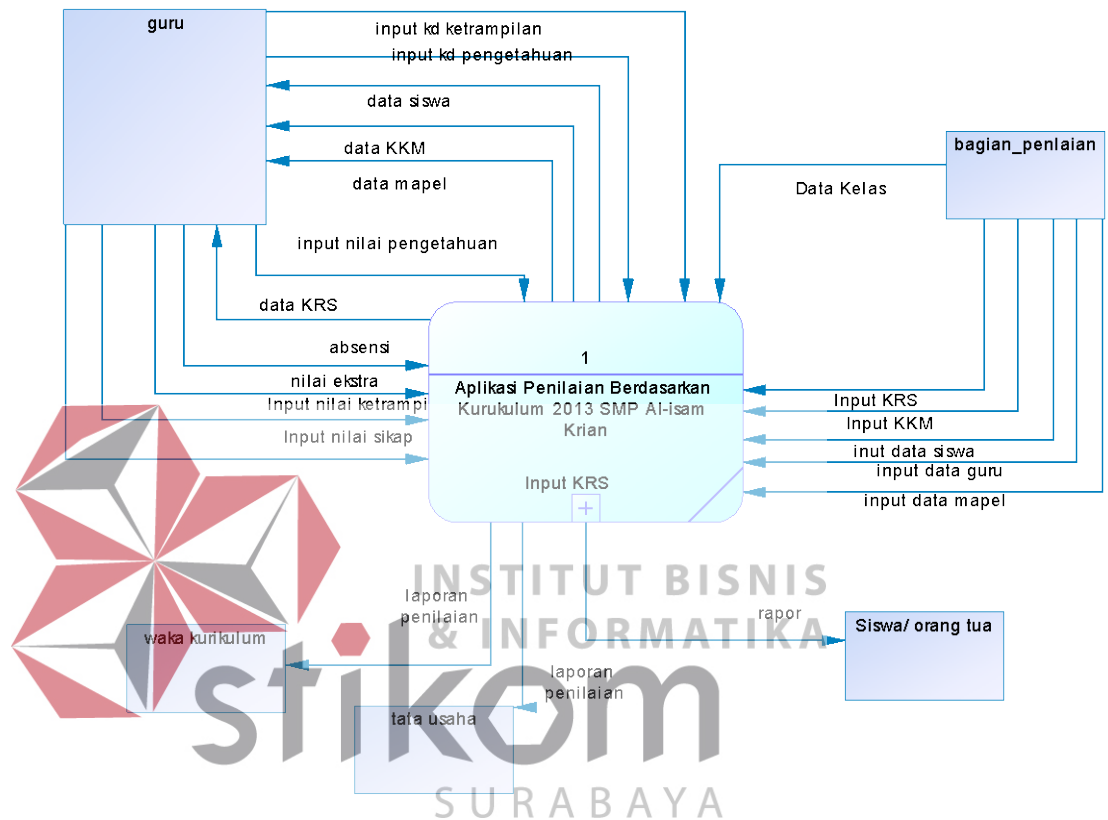 guru
input kd ketrampilan
input kd pengetahuan
data siswa
data KKM
data mapel
bagian_penlaian
Data Kelas
input nilai pengetahuan
data KRS
absensi
nilai ekstra
Input nilai ketrampi
Input nilai sikap
1
Aplikasi Penilaian Berdasarkan
Kurukulum 2013 SMP Al-isam
Krian
Input KRS
Input KRS
Input KKM
inut data siswa
input data guru
input data mapel
INSTITUT BISNIS
& INFORMATIKA
laporan
penilaian
rapor
waka kurikulum
Siswa/ orang tua
laporan
penilaian
stikom
tata usaha
SURABAYA